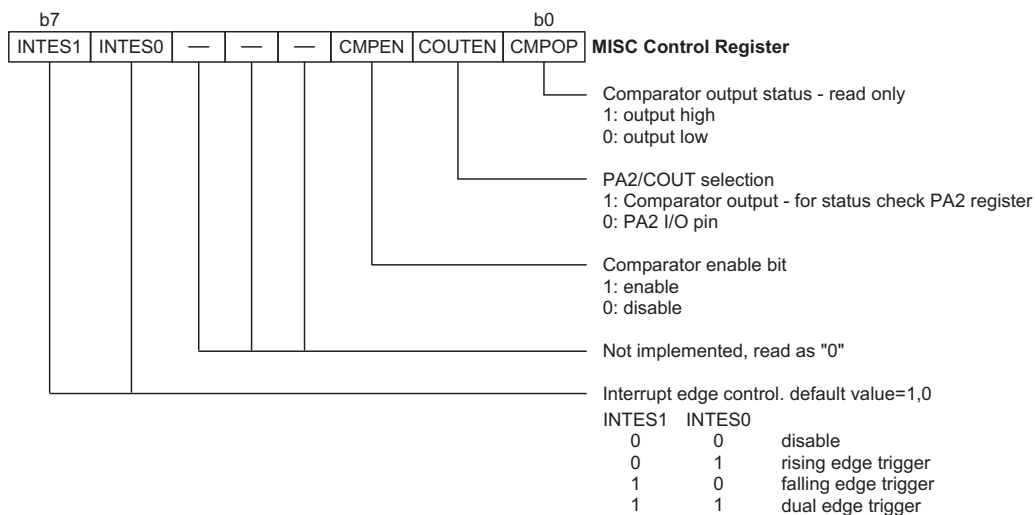 b7 b0
INTES1 INTES0 — — — CMPEN COUTEN CMPOP MISC Control Register
Comparator output status - read only
1: output high
0: output low
PA2/COUT selection
1: Comparator output - for status check PA2 register
0: PA2 I/O pin
Comparator enable bit
1: enable
0: disable
Not implemented, read as "0"
Interrupt edge control. default value=1,0
INTES1 INTES0
0 0 disable
0 1 rising edge trigger
1 0 falling edge trigger
1 1 dual edge trigger